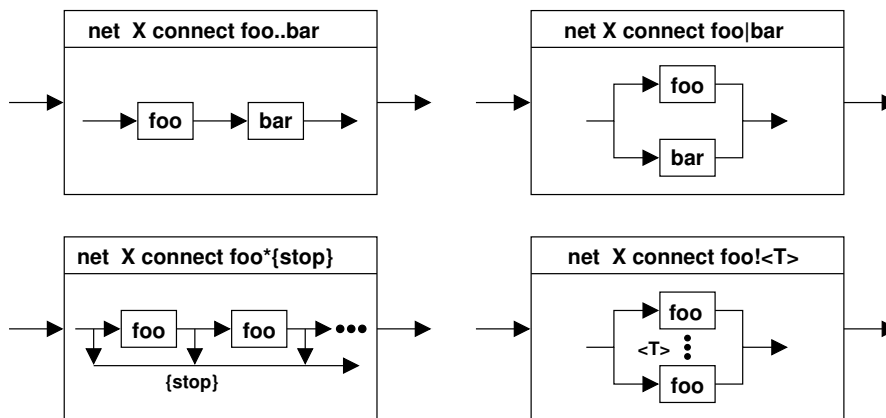 net X connect foo..bar
foo
bar
net X connect foo|bar
foo
bar
net X connect foo*{stop}
foo
foo
{stop}
net X connect foo!<T>
foo
<T>
foo